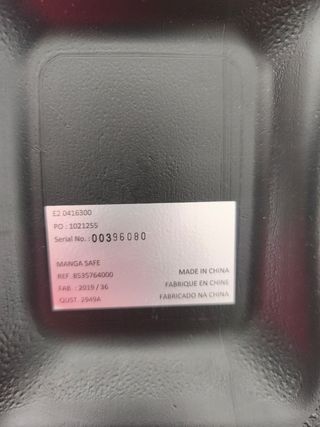 E2 0416300
PO : 1021255
Serial No. : 00396080
MANGA SAFE
REF :8535764000
FAB. : 2019 / 36
QUST. 2949A
MADE IN CHINA
FABRIQUE EN CHINE
FABRICADO NA CHINA